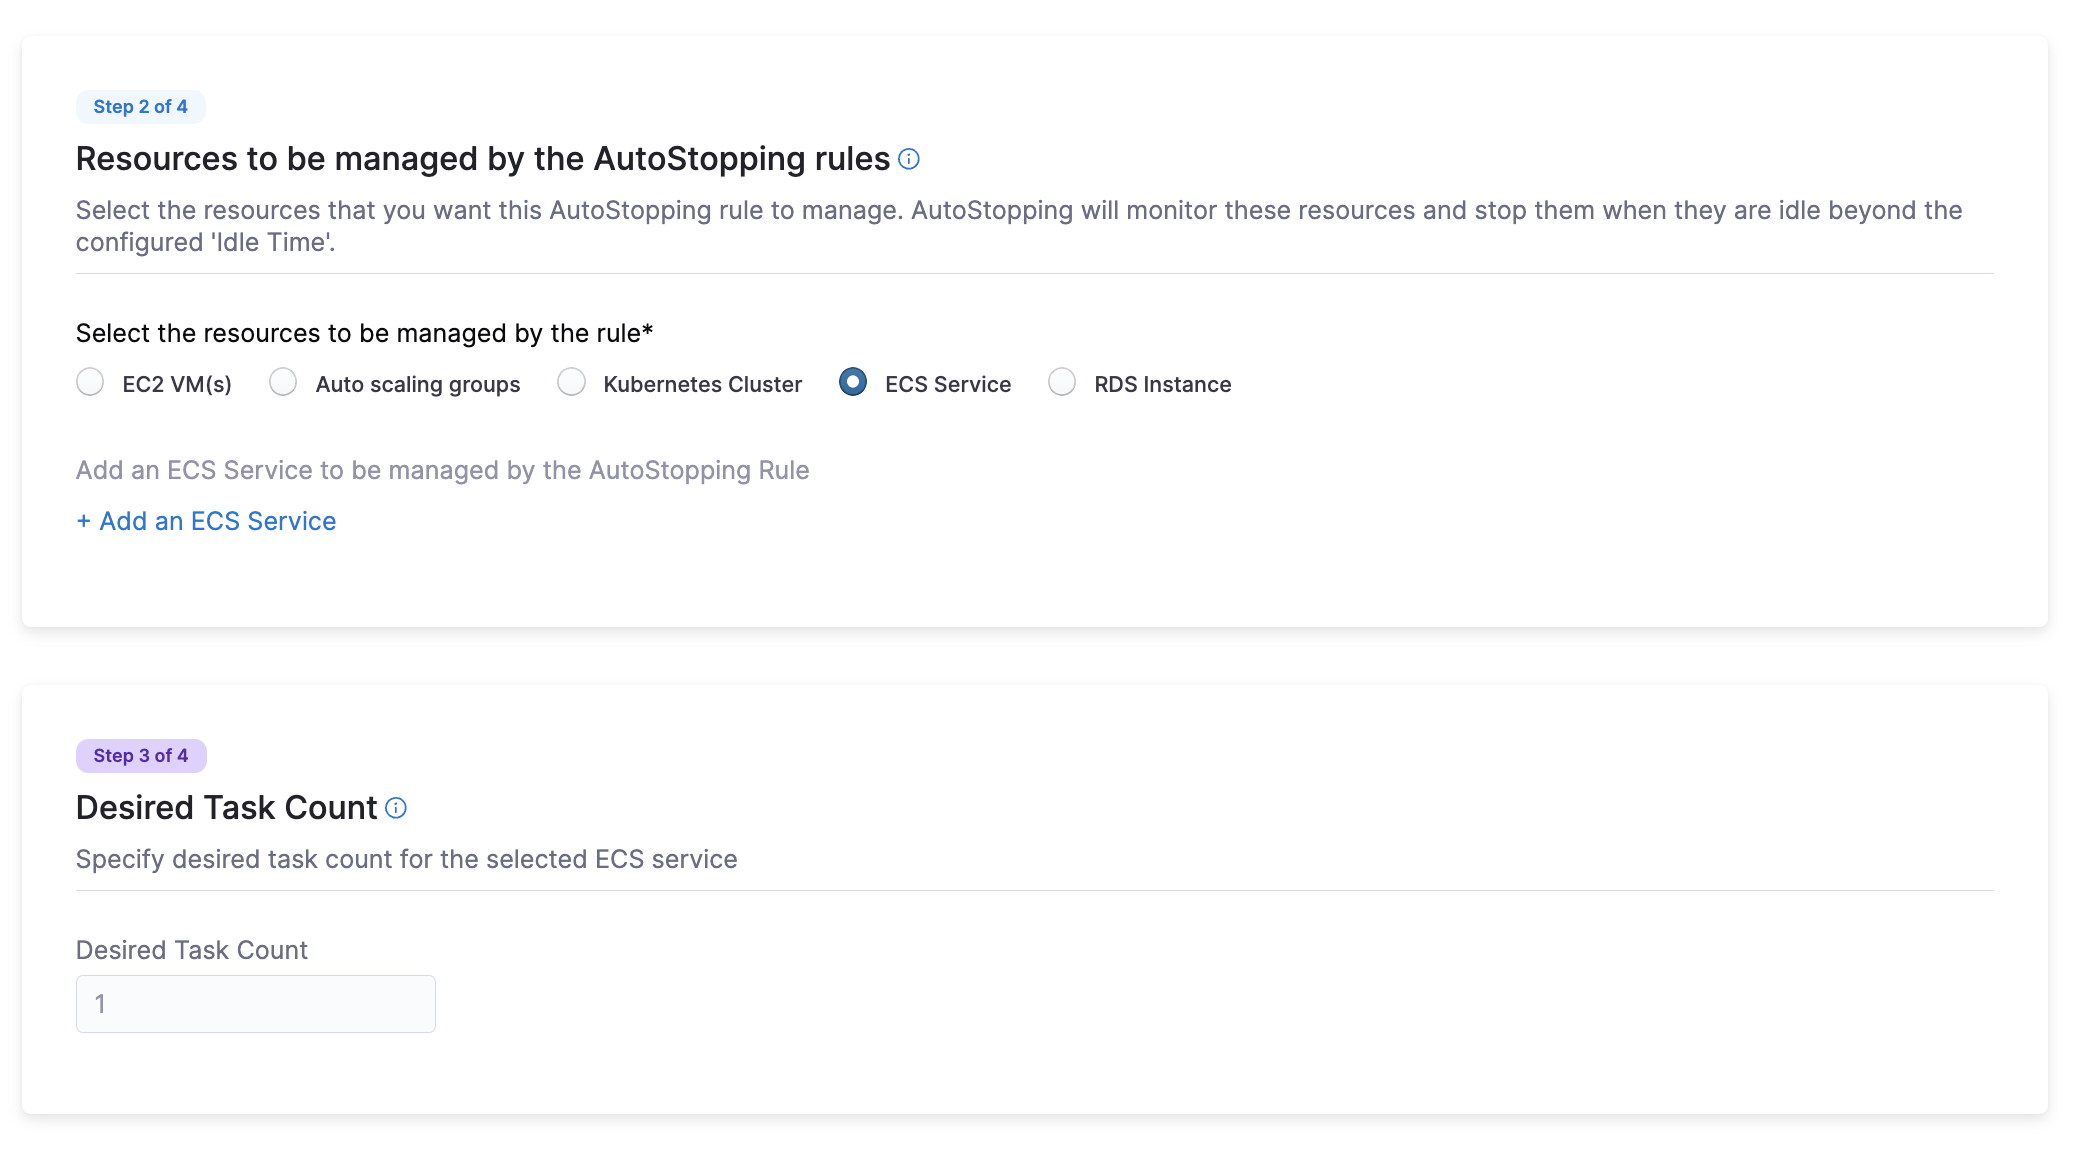 Step 2 of 4
Resources to be managed by the AutoStopping rules
Select the resources that you want this AutoStopping rule to manage. AutoStopping will monitor these resources and stop them when they are idle beyond the
configured 'Idle Time'.
Select the resources to be managed by the rule*
EC2 VM(s) Auto scaling groups Kubernetes Cluster ECS Service RDS Instance
Add an ECS Service to be managed by the AutoStopping Rule
+ Add an ECS Service
Step 3 of 4
Desired Task Count
Specify desired task count for the selected ECS service
Desired Task Count
1